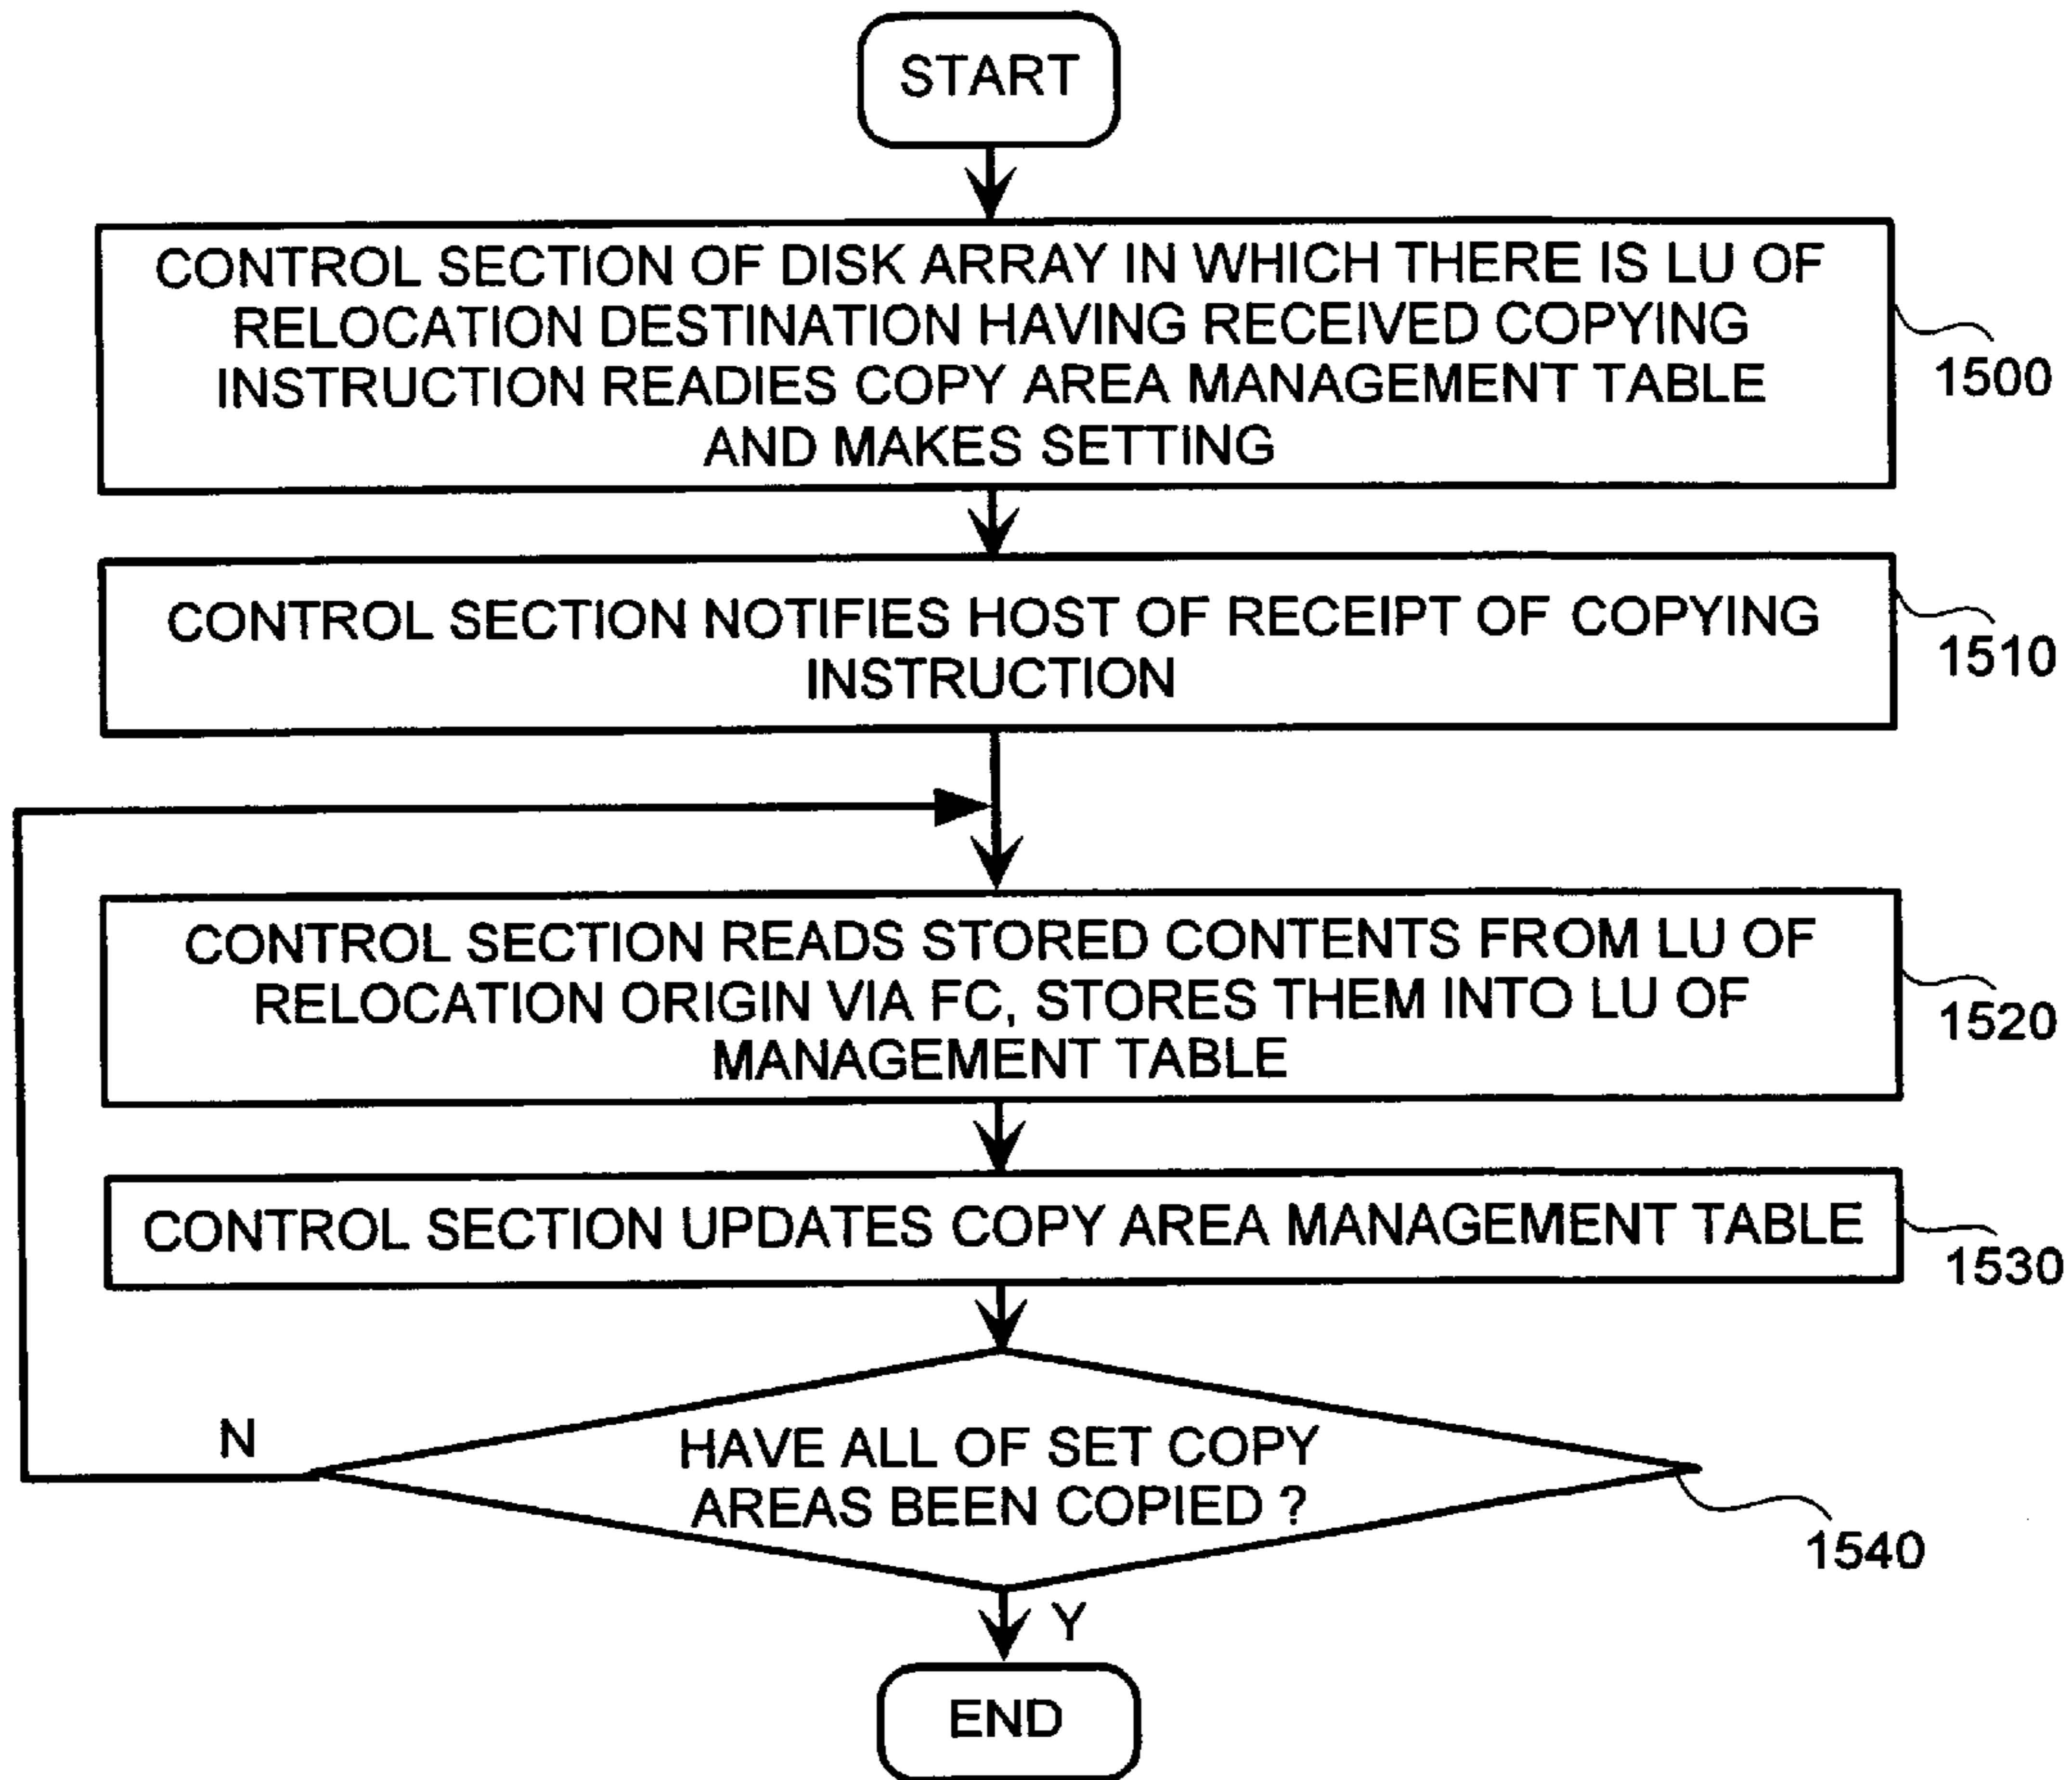 START
CONTROL SECTION OF DISK ARRAY IN WHICH THERE IS LU OF
RELOCATION DESTINATION HAVING RECEIVED COPYING
INSTRUCTION READIES COPY AREA MANAGEMENT TABLE
AND MAKES SETTING
1500
CONTROL SECTION NOTIFIES HOST OF RECEIPT OF COPYING
INSTRUCTION
1510
CONTROL SECTION READS STORED CONTENTS FROM LU OF
RELOCATION ORIGIN VIA FC, STORES THEM INTO LU OF
MANAGEMENT TABLE
1520
CONTROL SECTION UPDATES COPY AREA MANAGEMENT TABLE
1530
N
HAVE ALL OF SET COPY
AREAS BEEN COPIED ?
1540
Y
END